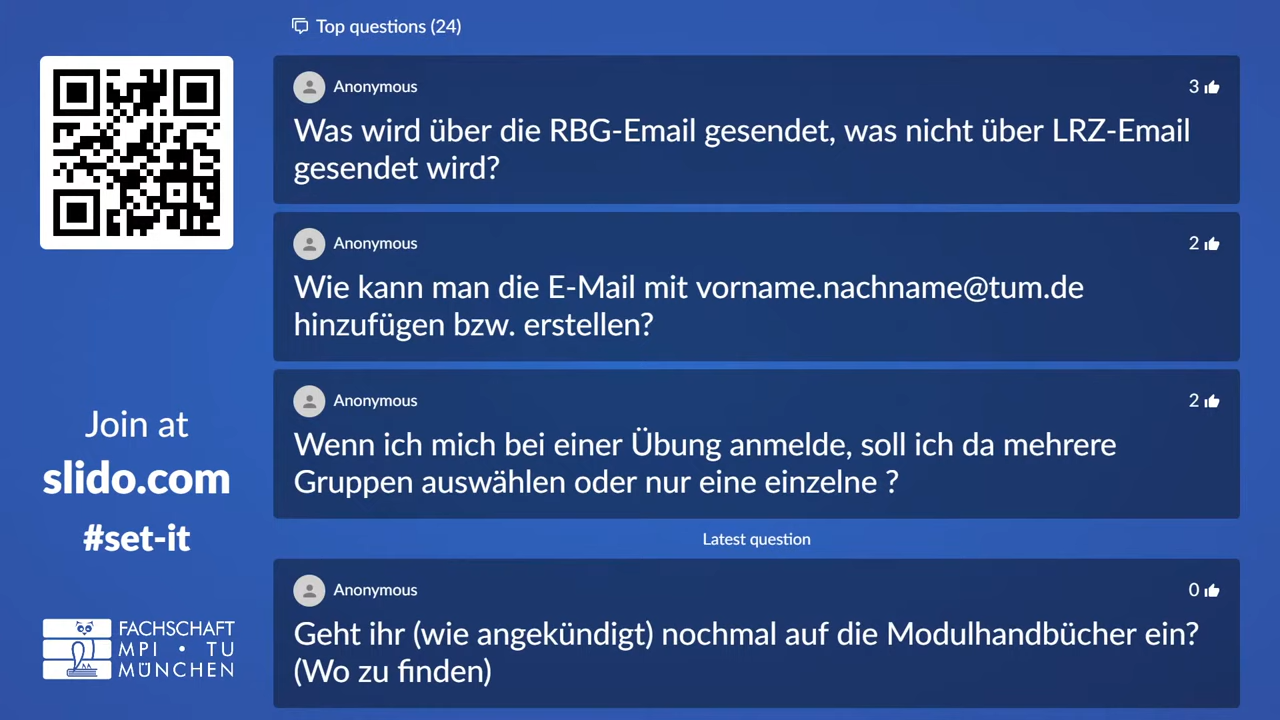 Top questions (24)
Anonymous
3
Was wird über die RBG-Email gesendet, was nicht über LRZ-Email
gesendet wird?
Anonymous
2
Wie kann man die E-Mail mit vorname.nachname@tum.de
hinzufügen bzw. erstellen?
Anonymous
2
Wenn ich mich bei einer Übung anmelde, soll ich da mehrere
Gruppen auswählen oder nur eine einzelne ?
Latest question
Anonymous
0
Geht ihr (wie angekündigt) nochmal auf die Modulhandbücher ein?
(Wo zu finden)
Join at
slido.com
#set-it
FACHSCHAFT
MPI • TU
MÜNCHEN